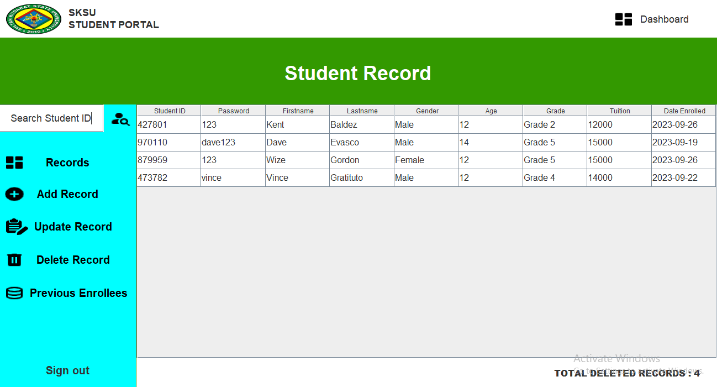 SKSU
STUDENT PORTAL
Dashboard
Student Record
Search Student ID
Student ID Password Firstname Lastname Gender Age Grade Tuition Date Enrolled
427801 123 Kent Baldez Male 12 Grade 2 12000 2023-09-26
970110 dave123 Dave Evasco Male 14 Grade 5 15000 2023-09-19
879959 123 Wize Gordon Female 12 Grade 5 15000 2023-09-26
473782 vince Vince Gratituto Male 12 Grade 4 14000 2023-09-22
Records
Add Record
Update Record
Delete Record
Previous Enrollees
Sign out
Activate Windows
TOTAL DELETED RECORDS : 4